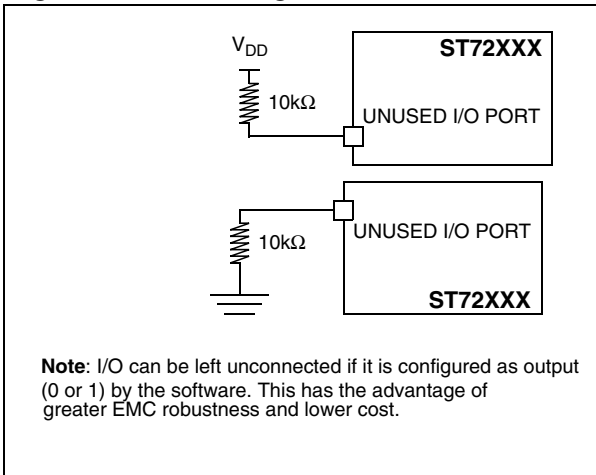 V_DD
ST72XXX
10kΩ
UNUSED I/O PORT
10kΩ
UNUSED I/O PORT
ST72XXX
Note: I/O can be left unconnected if it is configured as output
(0 or 1) by the software. This has the advantage of
greater EMC robustness and lower cost.